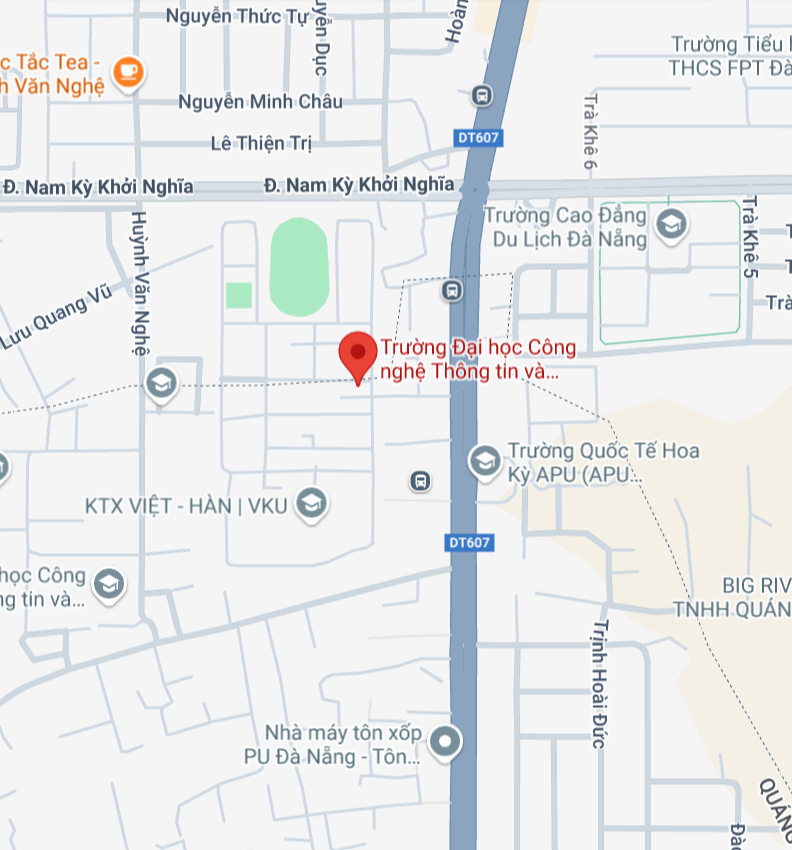 Nguyễn Thức Tự
Nguyễn Minh Châu
Lê Thiện Trị
c Tắc Tea -
h Văn Nghệ
DT607
Trường Tiểu
THCS FPT Đà
Trà Khê 6
Đ. Nam Kỳ Khởi Nghĩa
Đ. Nam Kỳ Khởi Nghĩa
Trường Cao Đẳng
Du Lịch Đà Nẵng
Trà Khê 5
Trà
Huỳnh Văn Nghệ
Lưu Quang Vũ
Trường Đại học Công
nghệ Thông tin và...
Trường Quốc Tế Hoa
Kỳ APU (APU...
KTX VIỆT - HÀN | VKU
DT607
học Công
ng tin và...
BIG RIV
TNHH QUÁN
Trịnh Hoài Đức
Nhà máy tôn xốp
PU Đà Nẵng - Tôn...
QUÁNG